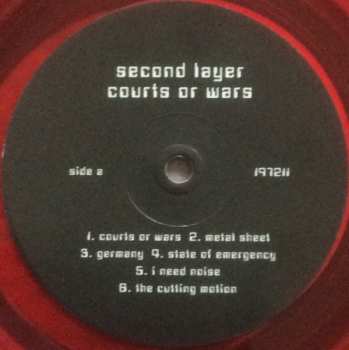 second layer
courts or wars
side a
197211
1. courts or wars 2. metal sheet
3. germany 4. state of emergency
5. i need noise
6. the cutting motion